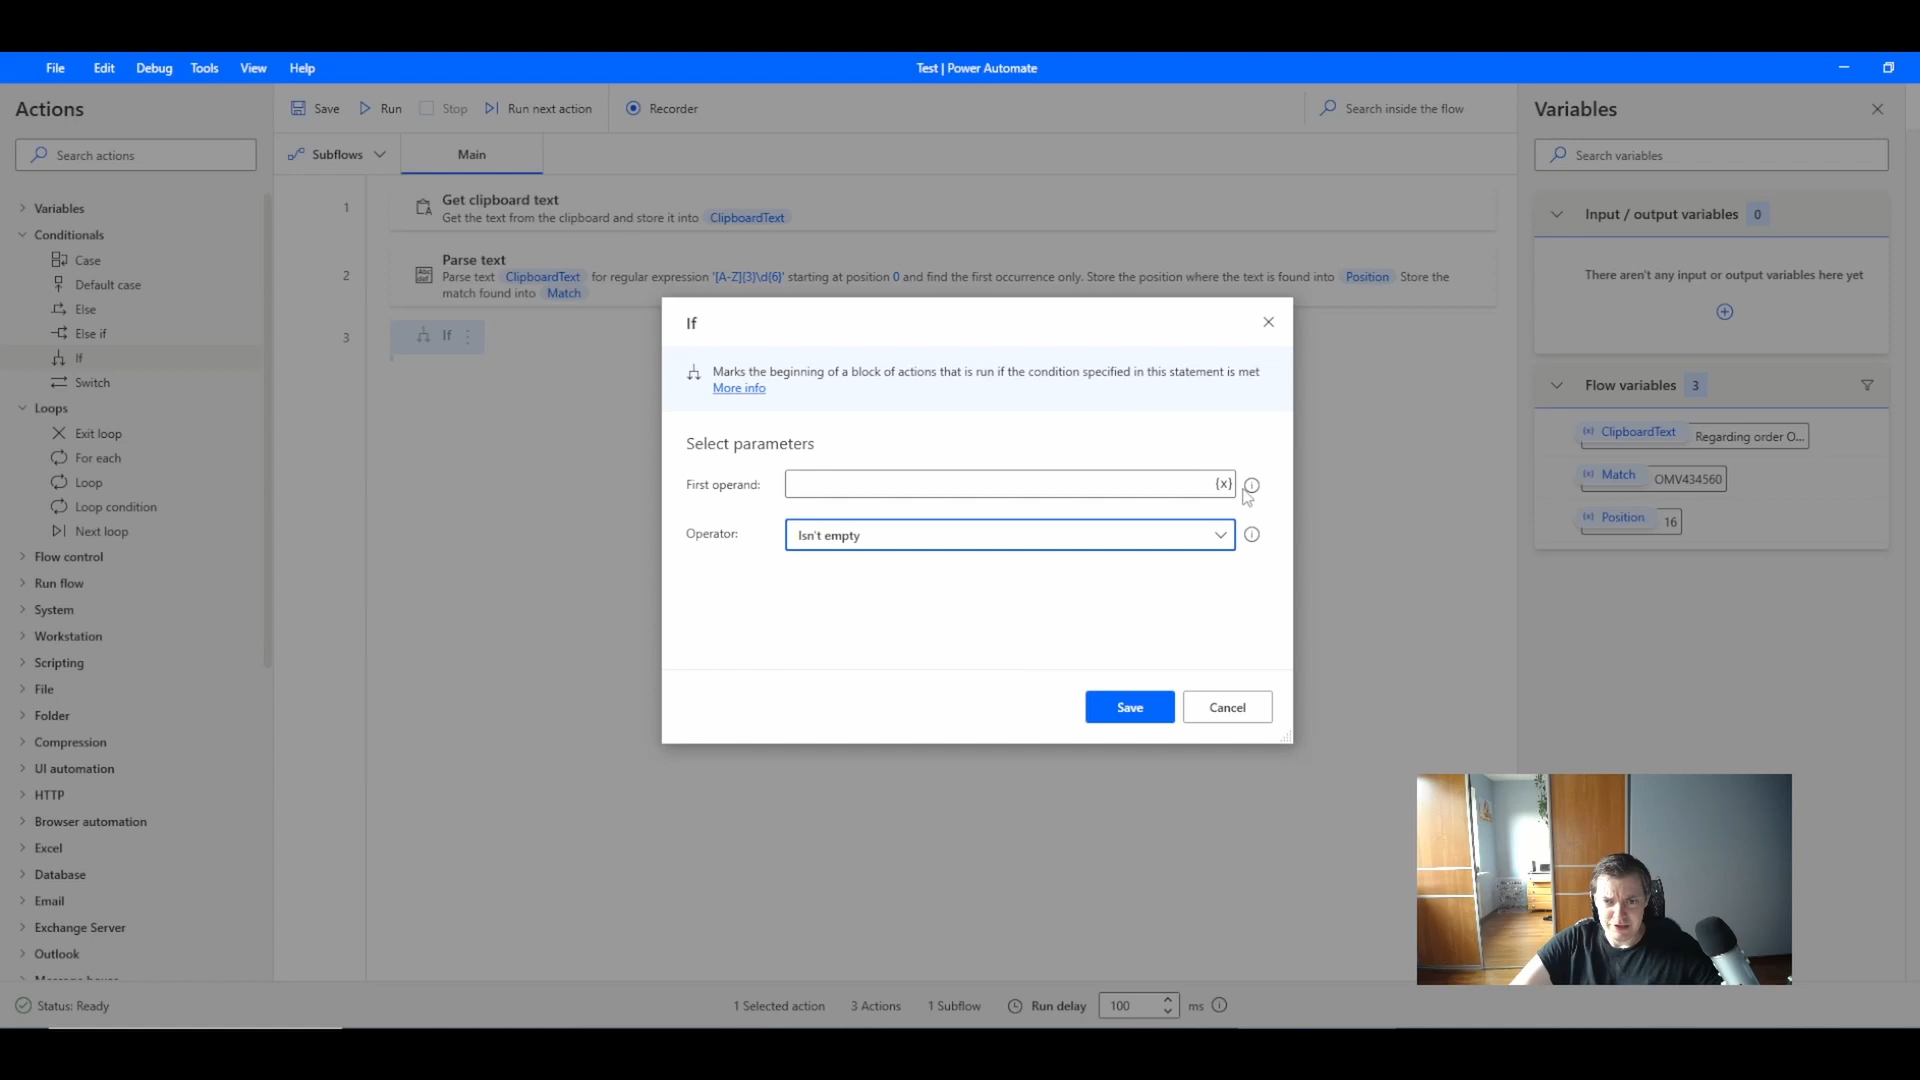 File Edit Debug Tools View Help
Test | Power Automate
Actions
Search actions
Variables
Conditionals
Case
Default case
Else
Else if
If
Switch
Loops
Exit loop
For each
Loop
Loop condition
Next loop
Flow control
Run flow
System
Workstation
Scripting
File
Folder
Compression
UI automation
HTTP
Browser automation
Excel
Database
Email
Exchange Server
Outlook
Save Run Stop Run next action Recorder
Search inside the flow
Subflows Main
1
Get clipboard text
Get the text from the clipboard and store it into ClipboardText
2
Parse text
Parse text ClipboardText for regular expression '[A-Z]{3}\d{6}' starting at position 0 and find the first occurrence only. Store the position where the text is found into Position Store the
match found into Match
3
If
If
Marks the beginning of a block of actions that is run if the condition specified in this statement is met
More info
Select parameters
First operand: {x}
Operator: Isn't empty
Save Cancel
Variables
Search variables
Input / output variables 0
There aren't any input or output variables here yet
Flow variables 3
ClipboardText Regarding order O...
Match OMV434560
Position 16
Status: Ready
1 Selected action 3 Actions 1 Subflow Run delay 100 ms